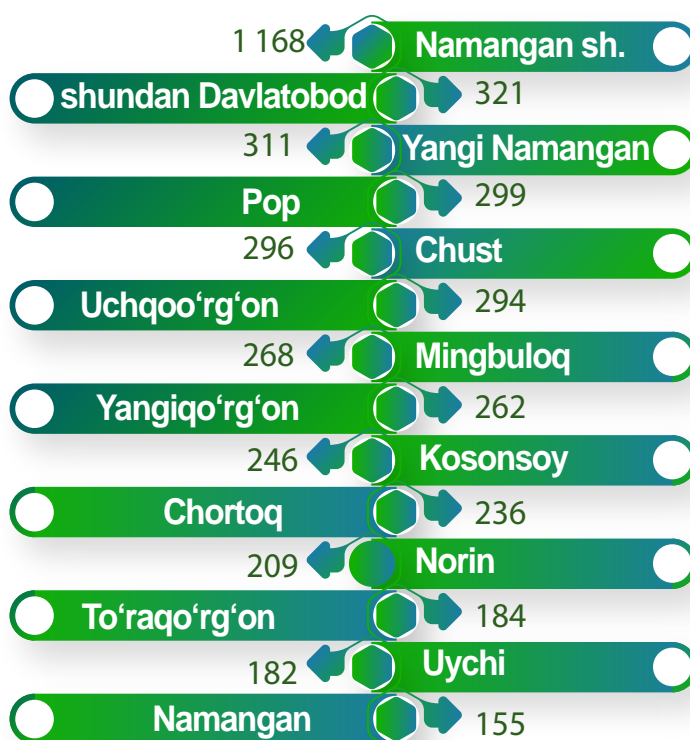 1 168 Namangan sh.
shundan Davlatobod 321
311 Yangi Namangan
Pop 299
296 Chust
Uchqoo‘rg‘on 294
268 Mingbuloq
Yangiqo‘rg‘on 262
246 Kosonsoy
Chortoq 236
209 Norin
To‘raqo‘rg‘on 184
182 Uychi
Namangan 155